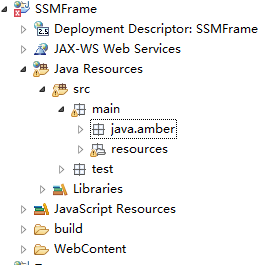 SSMFrame
Deployment Descriptor: SSMFrame
JAX-WS Web Services
Java Resources
src
main
java.amber
resources
test
Libraries
JavaScript Resources
build
WebContent